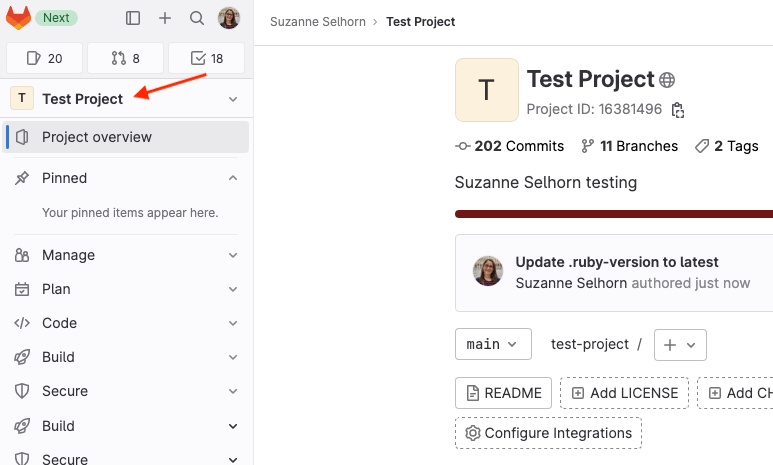 Next
20
8
18
T
Test Project
Project overview
Pinned
Your pinned items appear here.
Manage
Plan
Code
Build
Secure
Build
Secure
Suzanne Selhorn > Test Project
T
Test Project
Project ID: 16381496
202 Commits 11 Branches 2 Tags
Suzanne Selhorn testing
Update .ruby-version to latest
Suzanne Selhorn authored just now
main test-project / +
README Add LICENSE Add CH
Configure Integrations